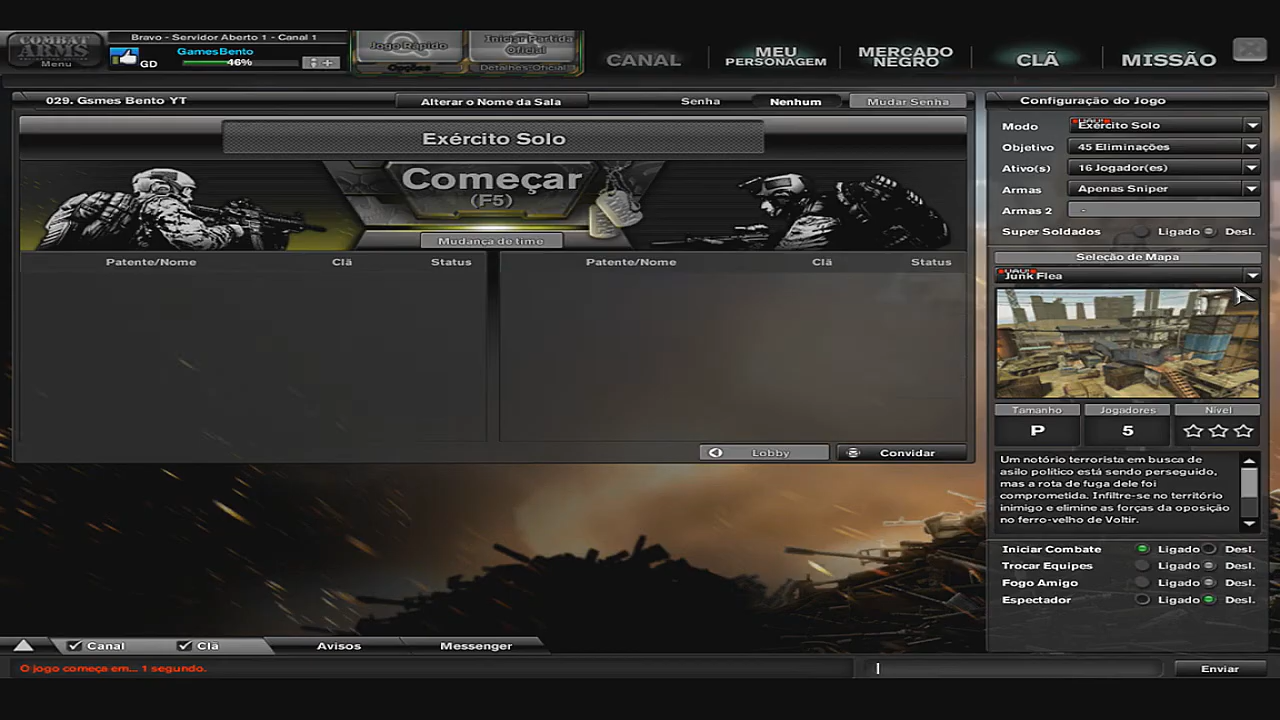 COMBAT ARMS
Menu
Bravo - Servidor Aberto 1 - Canal 1
GamesBento
GD
46%
Jogo Rápido
Opções
Iniciar Partida Oficial
Detalhes Oficial
CANAL
MEU PERSONAGEM
MERCADO NEGRO
CLÃ
MISSÃO
029. Gsmes Bento YT
Alterar o Nome da Sala
Senha
Nenhum
Mudar Senha
Exército Solo
Começar
(F5)
Mudança de time
Patente/Nome Clã Status
Patente/Nome Clã Status
Lobby
Convidar
Configuração do Jogo
Modo Exército Solo
Objetivo 45 Eliminações
Ativo(s) 16 Jogador(es)
Armas Apenas Sniper
Armas 2 -
Super Soldados Ligado Desl.
Seleção de Mapa
Junk Flea
Tamanho Jogadores Nível
P 5
Um notório terrorista em busca de
asilo político está sendo perseguido,
mas a rota de fuga dele foi
comprometida. Infiltre-se no território
inimigo e elimine as forças da oposição
no ferro-velho de Voltir.
Iniciar Combate Ligado Desl.
Trocar Equipes Ligado Desl.
Fogo Amigo Ligado Desl.
Espectador Ligado Desl.
Canal Clã Avisos Messenger
O jogo começa em... 1 segundo.
Enviar